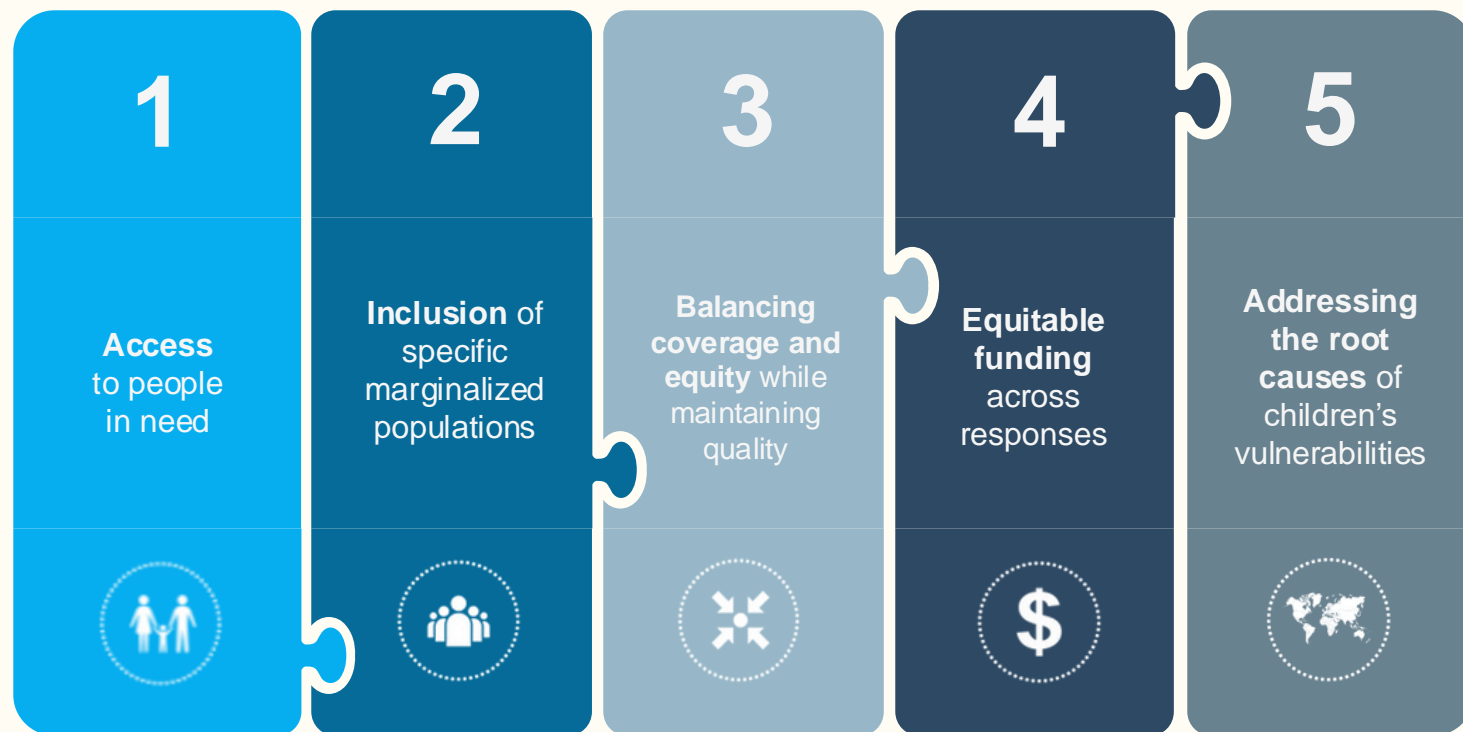 1
Access
to people
in need
2
Inclusion of
specific
marginalized
populations
3
Balancing
coverage and
equity while
maintaining
quality
4
Equitable
funding
across
responses
$
5
Addressing
the root
causes of
children’s
vulnerabilities